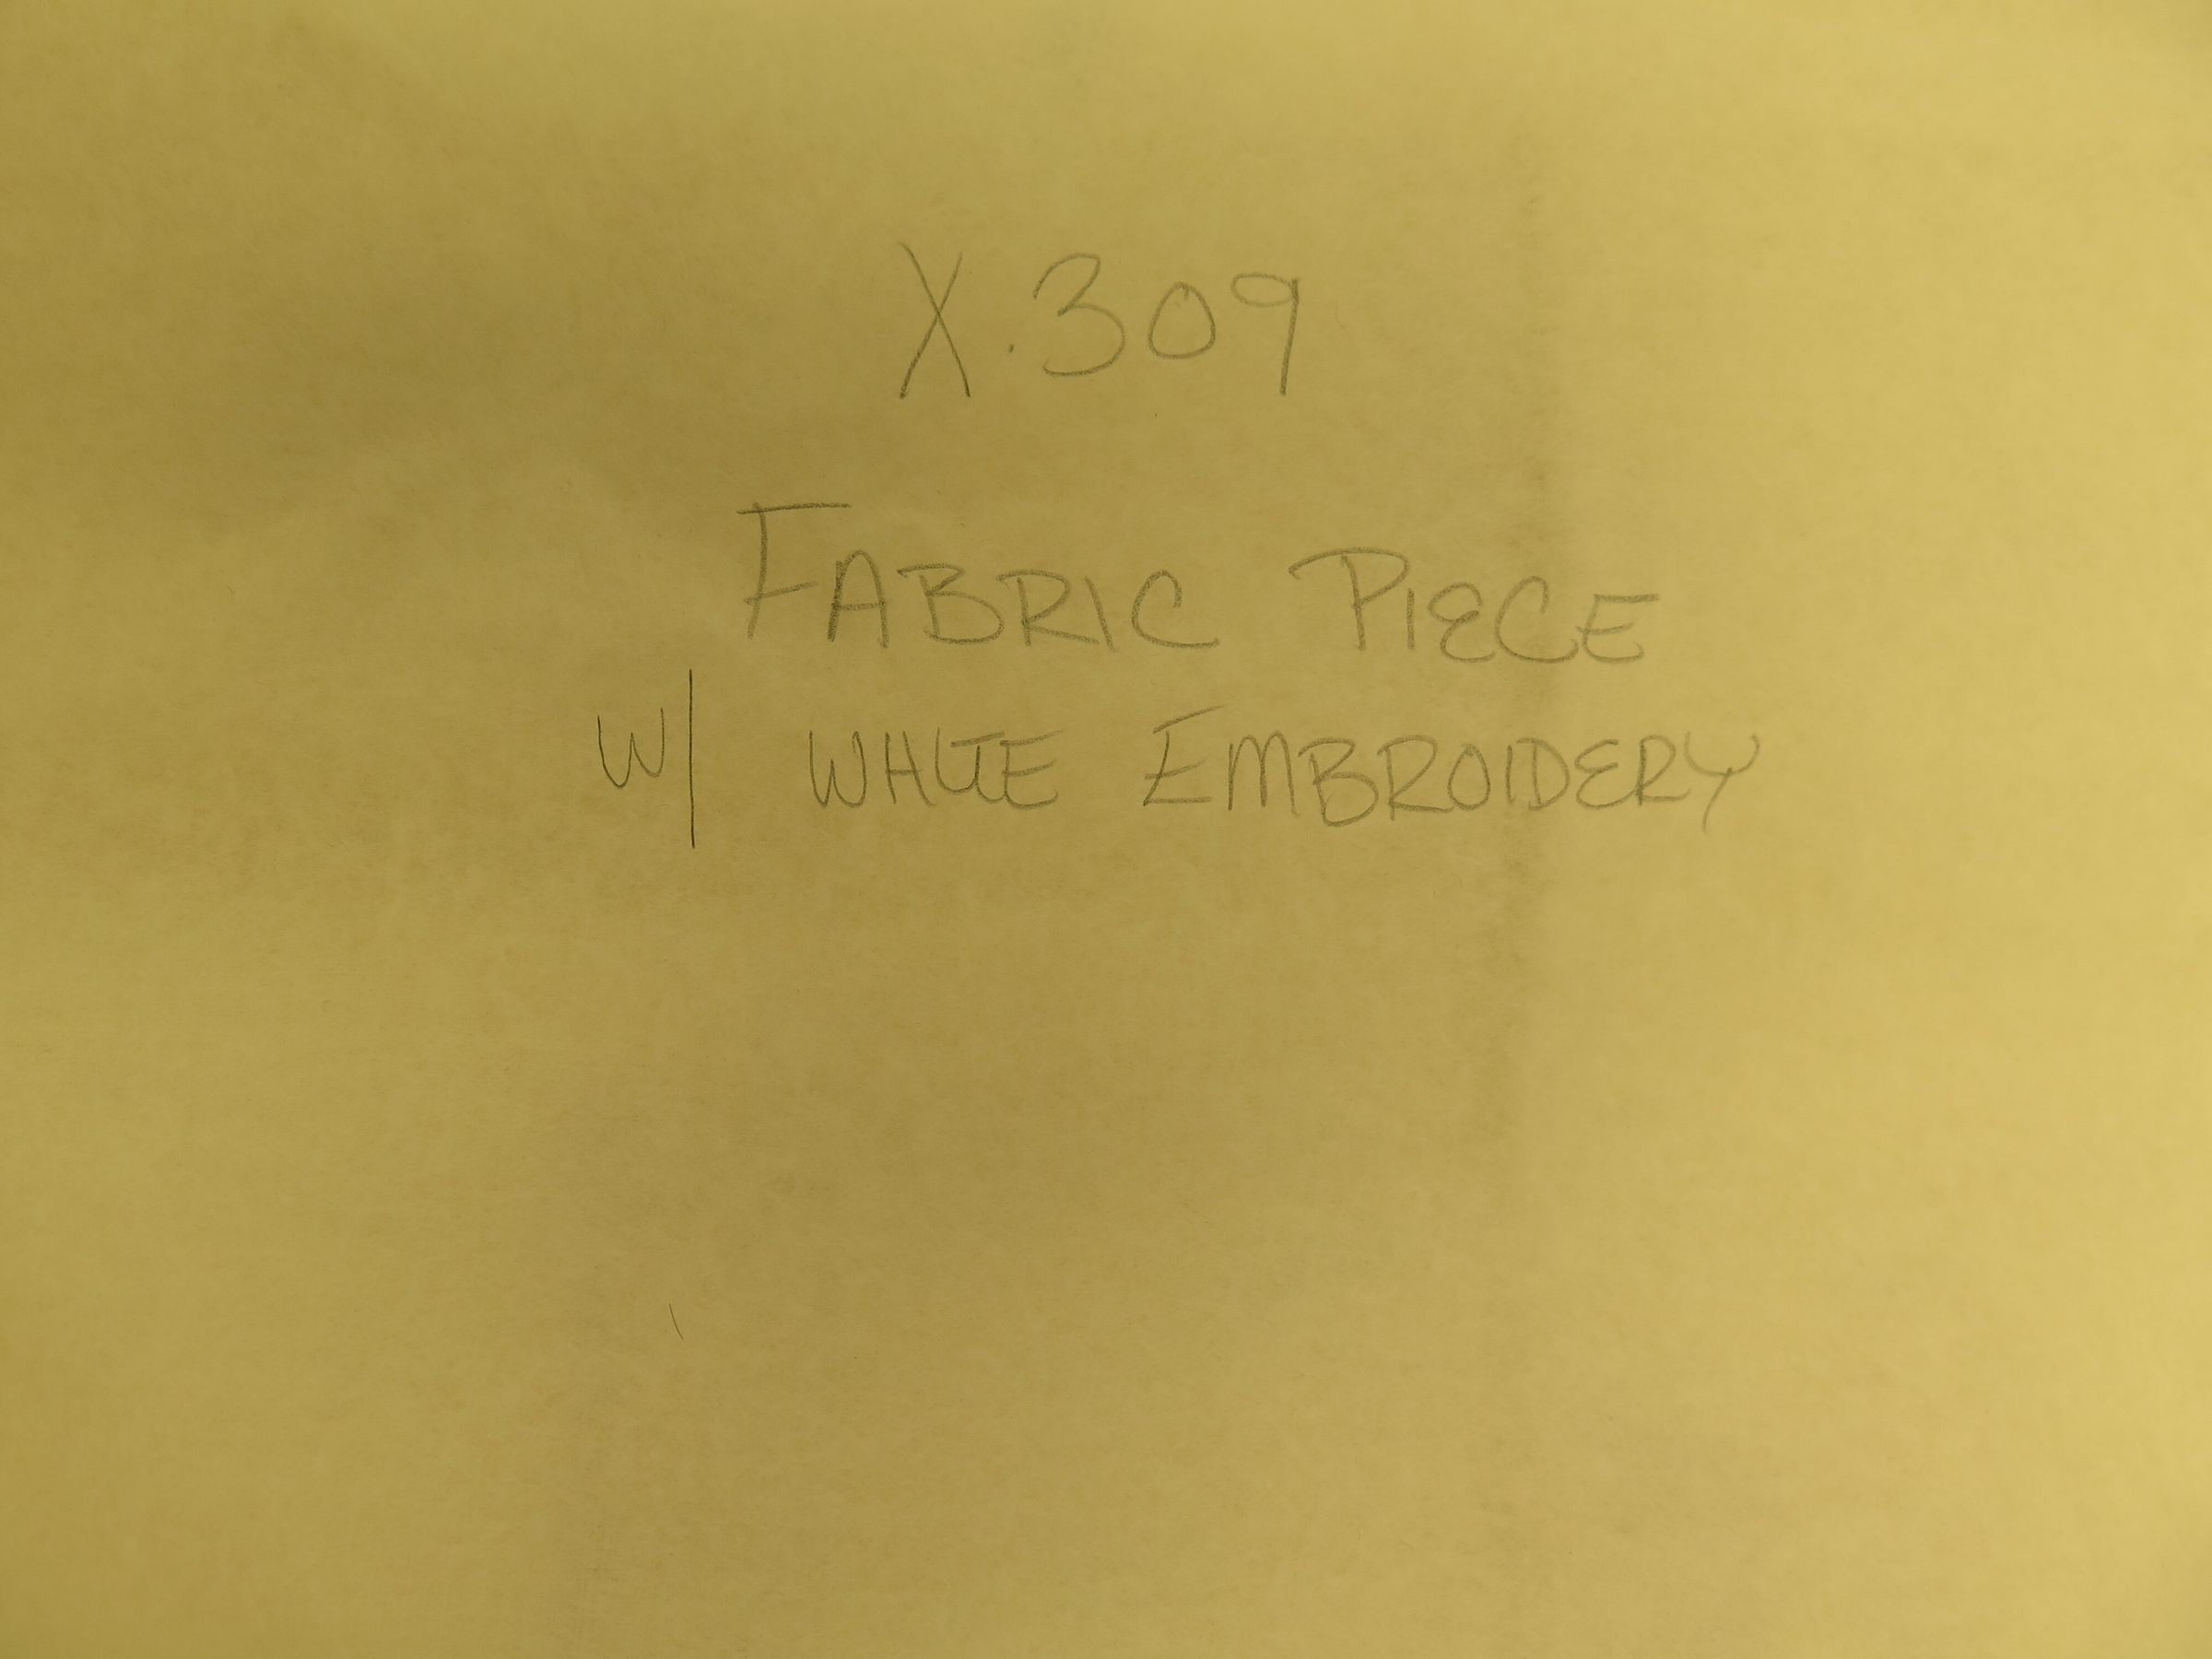 X.309
FABRIC PIECE
W/ WHITE EMBROIDERY